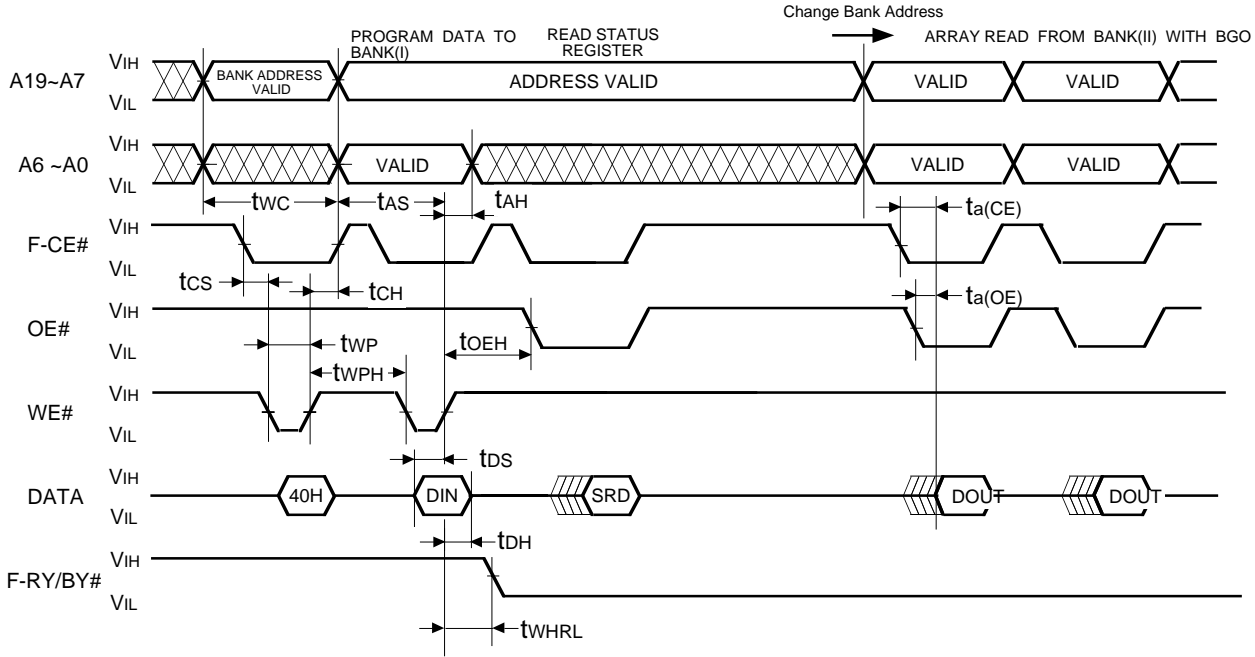 Change Bank Address
PROGRAM DATA TO BANK(I)
READ STATUS REGISTER
ARRAY READ FROM BANK(II) WITH BGO
A19~A7
VIH
VIL
BANK ADDRESS VALID
ADDRESS VALID
VALID
VALID
A6 ~A0
VIH
VIL
VALID
VALID
VALID
tWC
tAS
tAH
ta(CE)
F-CE#
VIH
VIL
tCS
tCH
ta(OE)
OE#
VIH
VIL
tWP
tOEH
tWPH
WE#
VIH
VIL
tDS
DATA
VIH
VIL
40H
DIN
SRD
DOUT
DOUT
tDH
F-RY/BY#
VIH
VIL
tWHRL